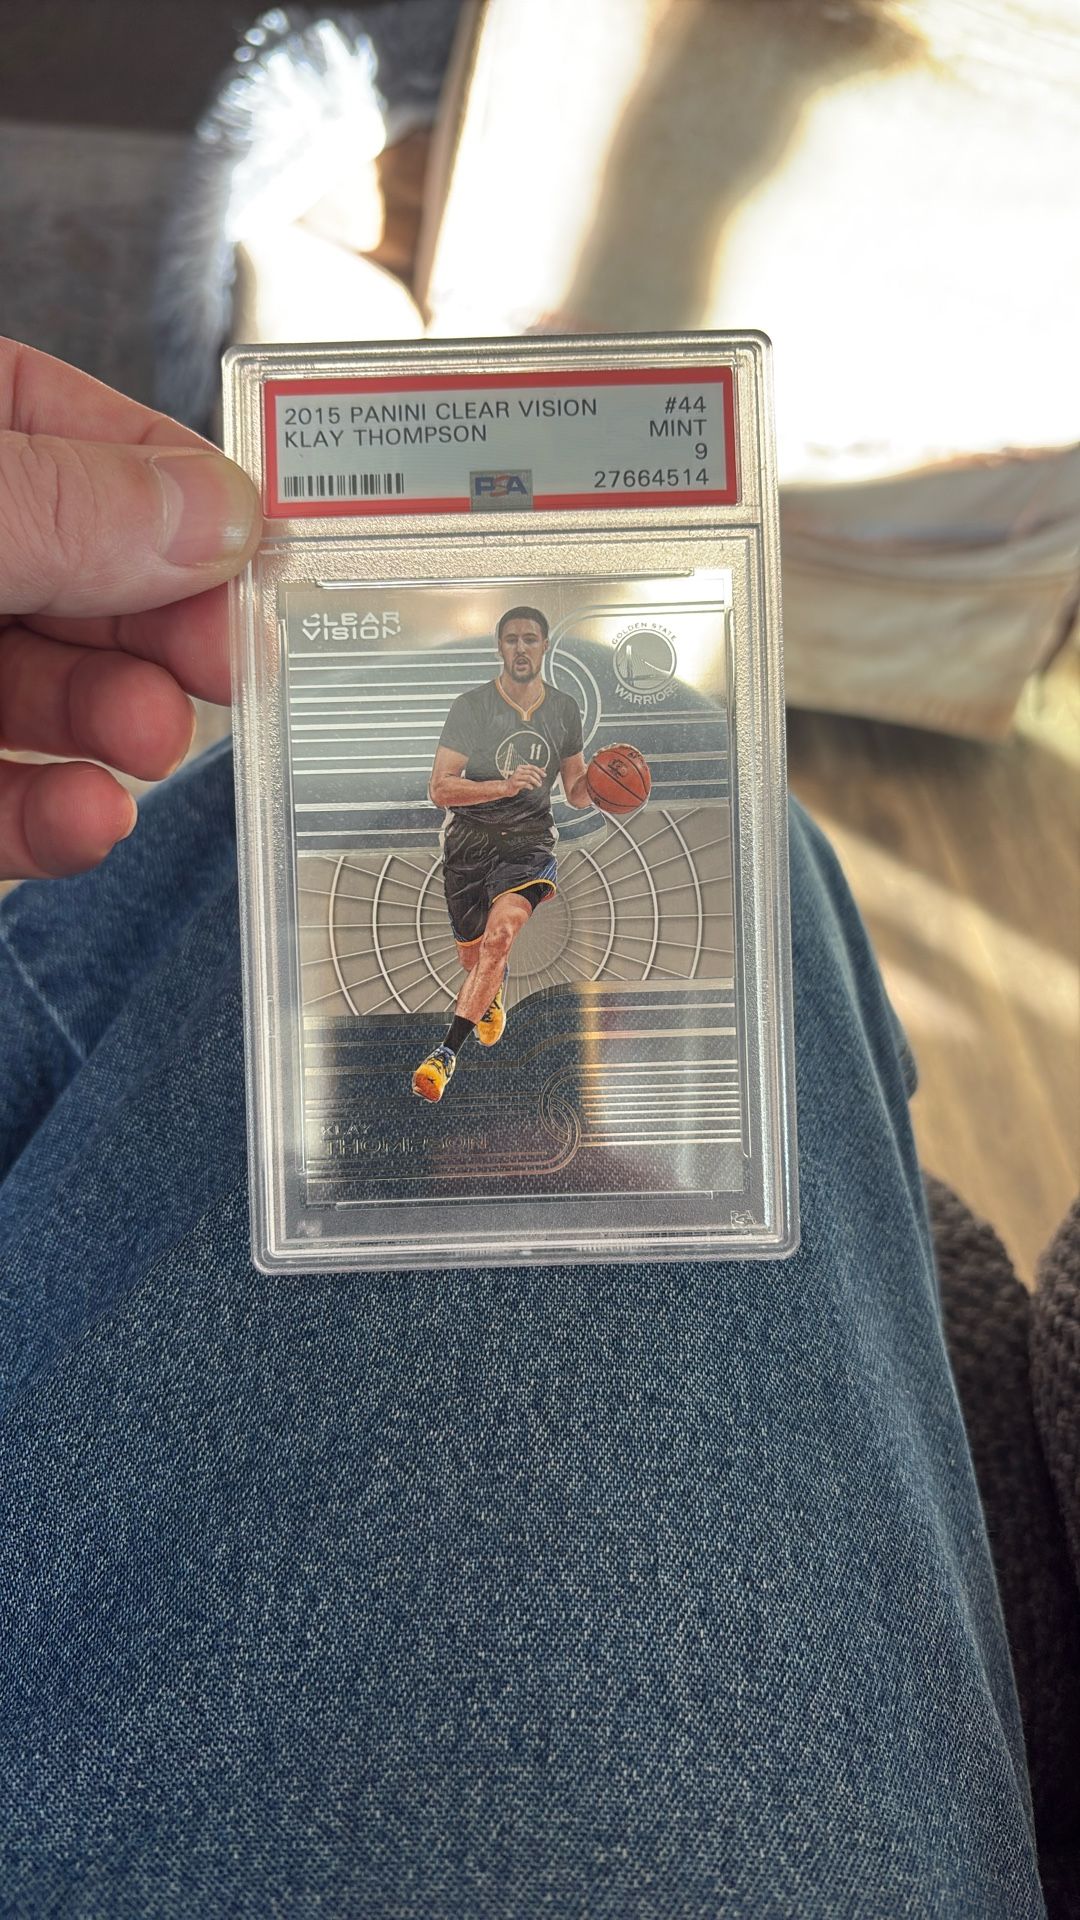 2015 PANINI CLEAR VISION #44
KLAY THOMPSON MINT
9
PSA 27664514
CLEAR
VISION
GOLDEN STATE
WARRIORS
11
KLAY
THOMPSON